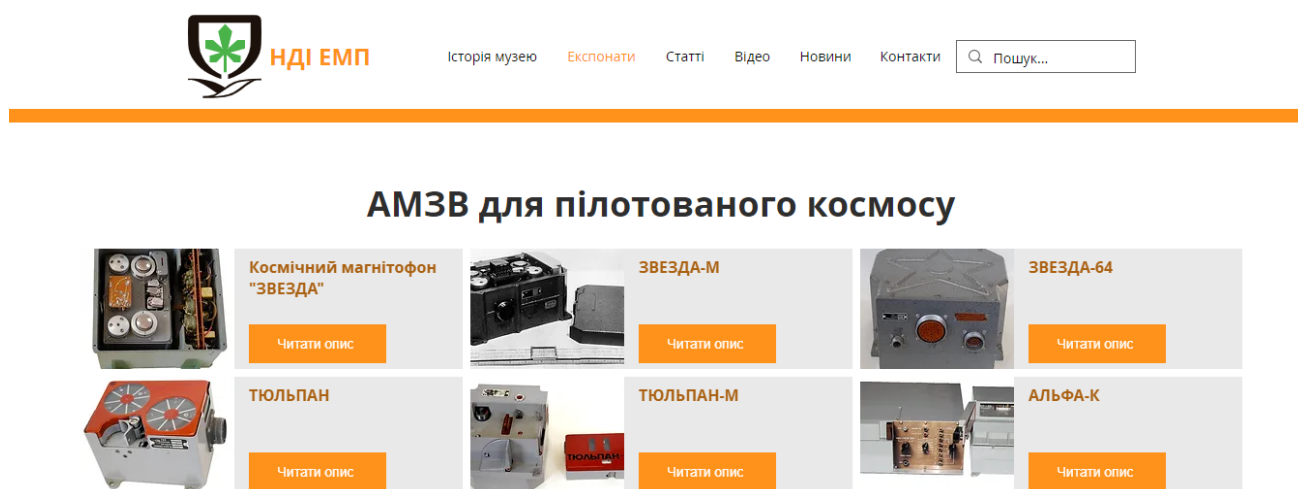 НДІ ЕМП
Історія музею Експонати Статті Відео Новини Контакти Пошук...
АМЗВ для пілотованого космосу
Космічний магнітофон
"ЗВЕЗДА"
Читати опис
ЗВЕЗДА-М
Читати опис
ЗВЕЗДА-64
Читати опис
ТЮЛЬПАН
Читати опис
ТЮЛЬПАН-М
ТЮЛЬПАН
Читати опис
АЛЬФА-К
Читати опис